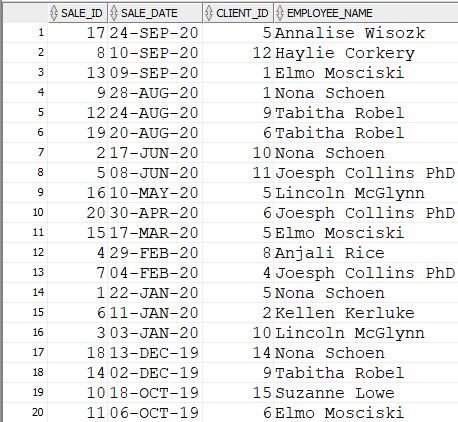 SALE_ID SALE_DATE CLIENT_ID EMPLOYEE_NAME
1 17 24-SEP-20 5 Annalise Wisozk
2 8 10-SEP-20 12 Haylie Corkery
3 13 09-SEP-20 1 Elmo Mosciski
4 9 28-AUG-20 1 Nona Schoen
5 12 24-AUG-20 9 Tabitha Robel
6 19 20-AUG-20 6 Tabitha Robel
7 2 17-JUN-20 10 Nona Schoen
8 5 08-JUN-20 11 Joesph Collins PhD
9 16 10-MAY-20 5 Lincoln McGlynn
10 20 30-APR-20 6 Joesph Collins PhD
11 15 17-MAR-20 5 Elmo Mosciski
12 4 29-FEB-20 8 Anjali Rice
13 7 04-FEB-20 4 Joesph Collins PhD
14 1 22-JAN-20 5 Nona Schoen
15 6 11-JAN-20 2 Kellen Kerluke
16 3 03-JAN-20 10 Lincoln McGlynn
17 18 13-DEC-19 14 Nona Schoen
18 14 02-DEC-19 9 Tabitha Robel
19 10 18-OCT-19 15 Suzanne Lowe
20 11 06-OCT-19 6 Elmo Mosciski